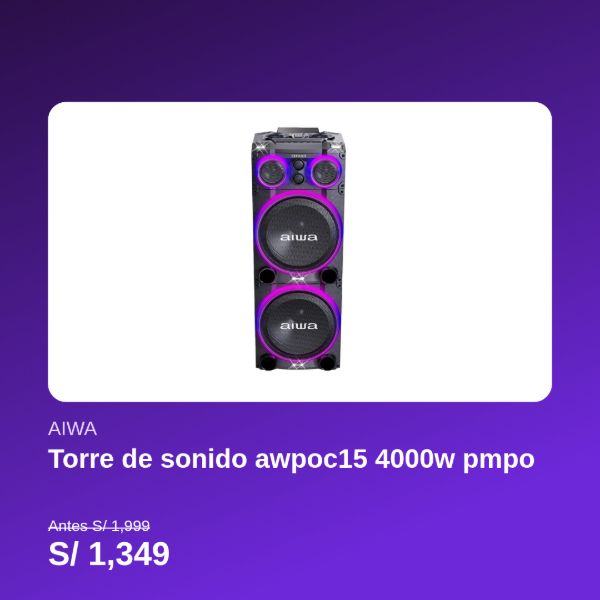 aiwa
aiwa
AIWA
Torre de sonido awpoc15 4000w pmpo
Antes S/ 1,999
S/ 1,349